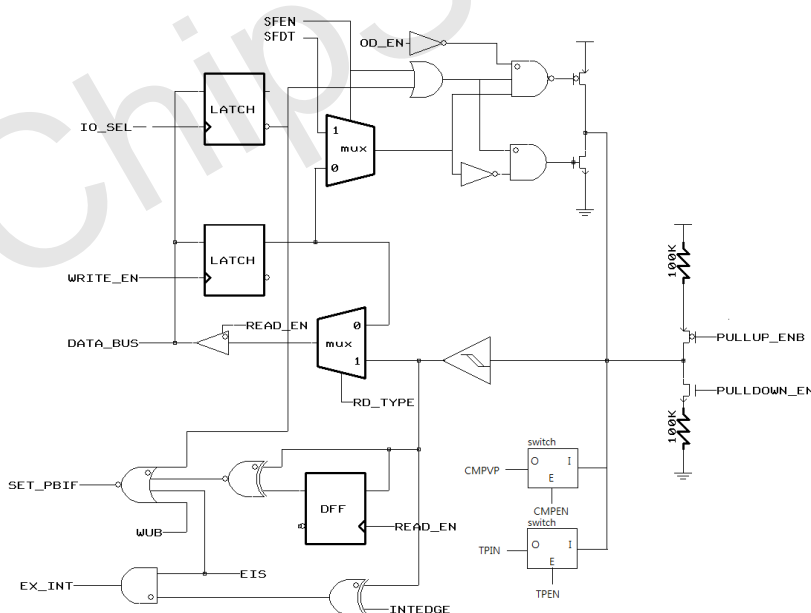 SFEN
SFDT
OD_EN
LATCH
IO_SEL
1
mux
0
LATCH
WRITE_EN
100K
READ_EN
0
mux
1
DATA_BUS
PULLUP_ENB
RD_TYPE
PULLDOWN_EN
100K
switch
O I
E
CMPVP
CMPEN
SET_PBIF
DFF
READ_EN
WUB
switch
O I
E
TPIN
TPEN
EX_INT
EIS
INTEDGE
Chips